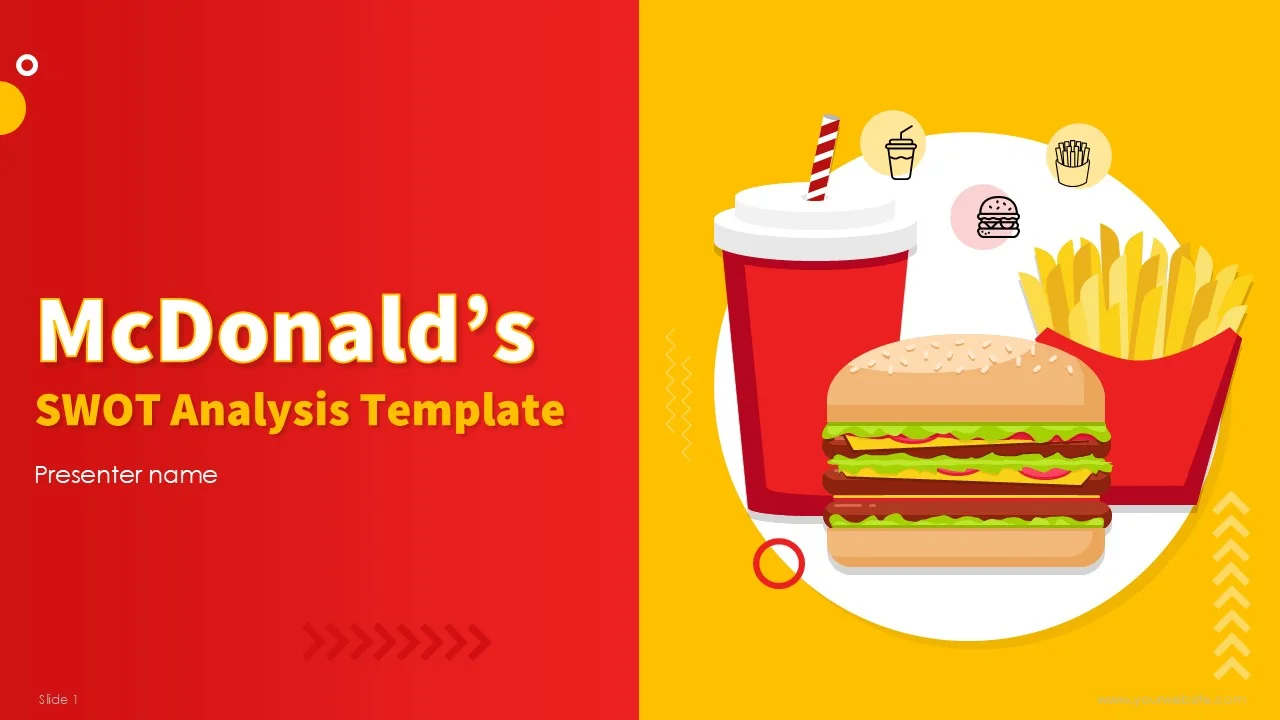 McDonald’s
SWOT Analysis Template
Presenter name
Slide 1